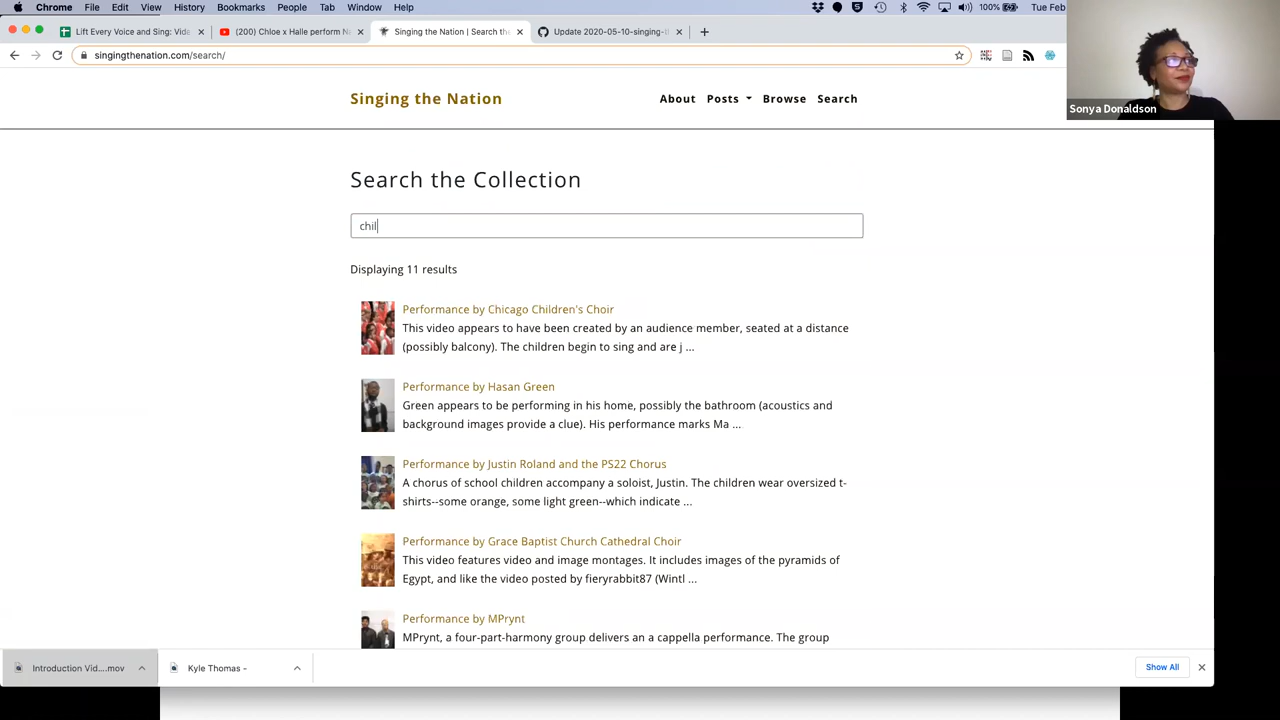 Chrome File Edit View History Bookmarks People Tab Window Help 100% Tue Feb
Lift Every Voice and Sing: Vide × (200) Chloe x Halle perform N × Singing the Nation | Search the × Update 2020-05-10-singing-t × +
singingthenation.com/search/
Sonya Donaldson
Singing the Nation About Posts Browse Search
Search the Collection
chil
Displaying 11 results
Performance by Chicago Children's Choir
This video appears to have been created by an audience member, seated at a distance
(possibly balcony). The children begin to sing and are j ...
Performance by Hasan Green
Green appears to be performing in his home, possibly the bathroom (acoustics and
background images provide a clue). His performance marks Ma ...
Performance by Justin Roland and the PS22 Chorus
A chorus of school children accompany a soloist, Justin. The children wear oversized t-
shirts--some orange, some light green--which indicate ...
Performance by Grace Baptist Church Cathedral Choir
This video features video and image montages. It includes images of the pyramids of
Egypt, and like the video posted by fieryrabbit87 (Wintl ...
Performance by MPrynt
MPrynt, a four-part-harmony group delivers an a cappella performance. The group
Introduction Vid....mov Kyle Thomas - Show All ×